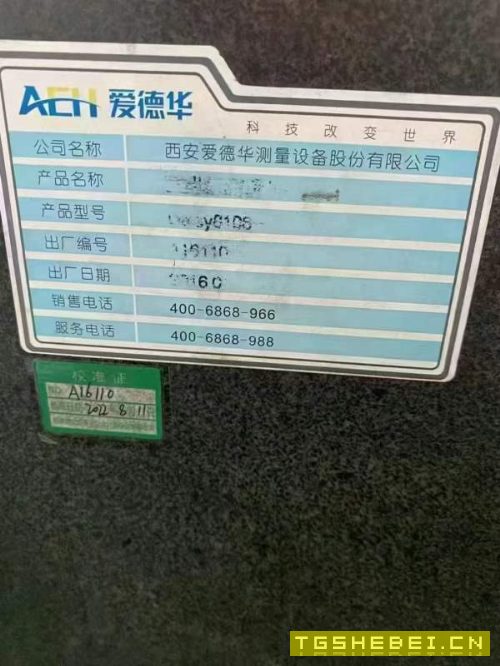 AEH 爱德华
科技改变世界
公司名称 西安爱德华测量设备股份有限公司
产品名称
产品型号
出厂编号
出厂日期
销售电话 400-6868-966
服务电话 400-6868-988
校准证
A16110
2022 8 11
TGSHEBEI.CN